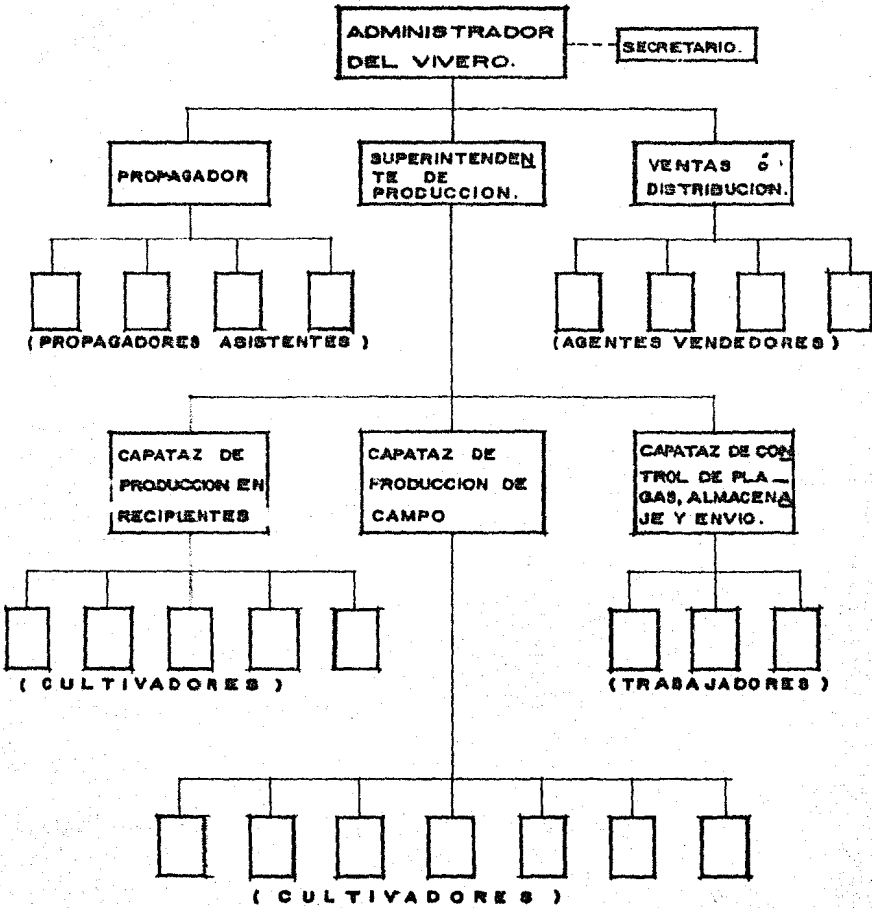 ADMINISTRADOR
DEL VIVERO.
SECRETARIO.
PROPAGADOR
SUPERINTENDEN
TE DE
PRODUCCION.
VENTAS ó
DISTRIBUCION.
(PROPAGADORES ASISTENTES)
(AGENTES VENDEDORES)
CAPATAZ DE
PRODUCCION EN
RECIPIENTES
CAPATAZ DE
PRODUCCION DE
CAMPO
CAPATAZ DE CON
TROL DE PLA_
GAS, ALMACENA
JE Y ENVIO.
(CULTIVADORES)
(TRABAJADORES)
(CULTIVADORES)